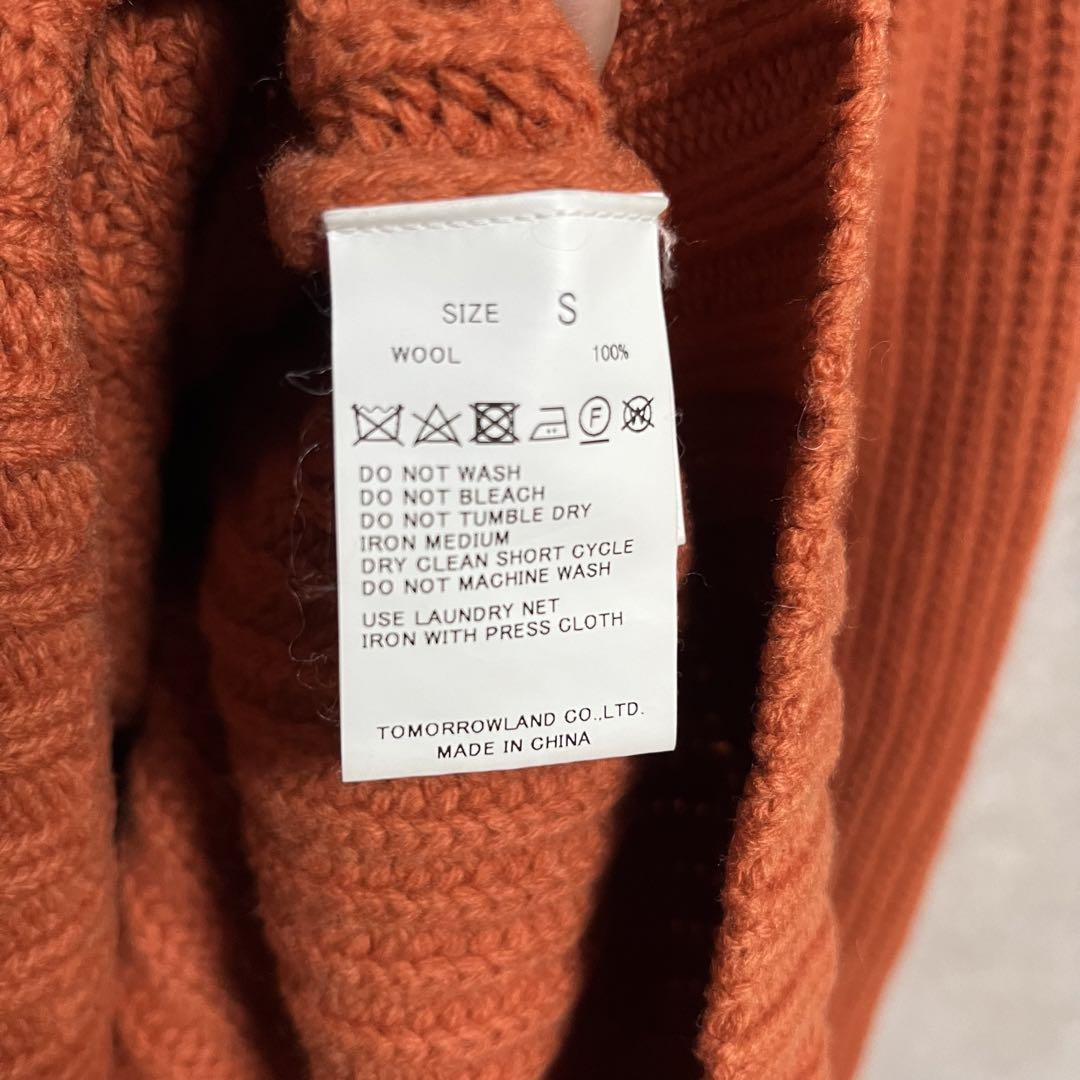 SIZE S
WOOL 100%
F W
DO NOT WASH
DO NOT BLEACH
DO NOT TUMBLE DRY
IRON MEDIUM
DRY CLEAN SHORT CYCLE
DO NOT MACHINE WASH
USE LAUNDRY NET
IRON WITH PRESS CLOTH
TOMORROWLAND CO.,LTD.
MADE IN CHINA